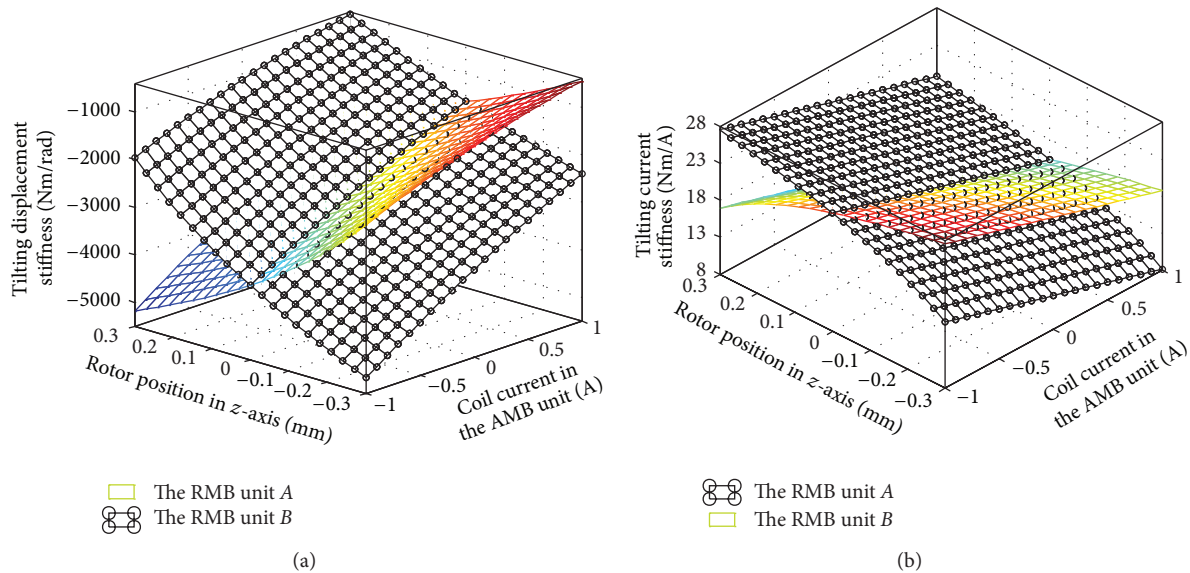 Tilting displacement
stiffness (Nm/rad)
−1000
−2000
−3000
−4000
−5000
0.3
0.2
0.1
0
−0.1
−0.2
−0.3
Rotor position in z-axis (mm)
−1
−0.5
0
0.5
1
Coil current in
the AMB unit (A)
The RMB unit A
The RMB unit B
(a)
Tilting current
stiffness (Nm/A)
28
23
18
13
8
0.3
0.2
0.1
0
−0.1
−0.2
−0.3
Rotor position in z-axis (mm)
−1
−0.5
0
0.5
1
Coil current in
the AMB unit (A)
The RMB unit A
The RMB unit B
(b)